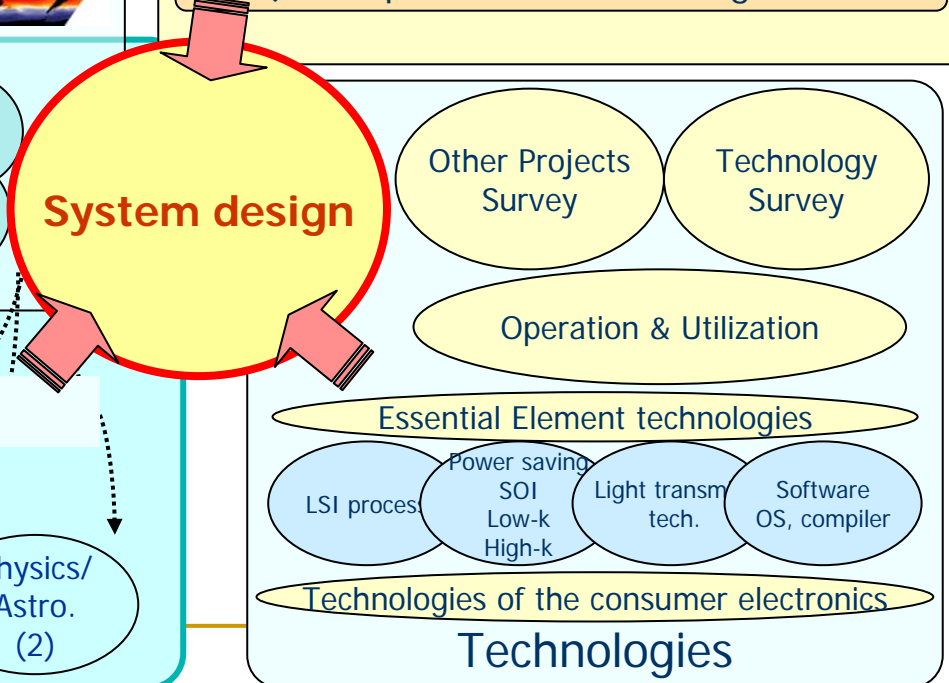 System design
Other Projects
Survey
Technology
Survey
Operation & Utilization
Essential Element technologies
LSI process
Power saving
SOI
Low-k
High-k
Light transm
tech.
Software
OS, compiler
Technologies of the consumer electronics
Technologies
hysics/
Astro.
(2)